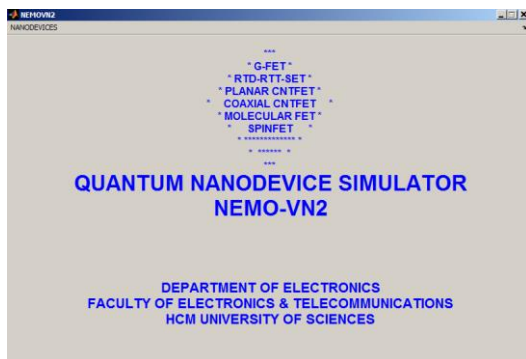 NEMOVN2
NANODEVICES
***
* G-FET *
* RTD-RTT-SET *
* PLANAR CNTFET *
* COAXIAL CNTFET *
* MOLECULAR FET *
* SPINFET *
* ************* *
* ****** *
***
QUANTUM NANODEVICE SIMULATOR
NEMO-VN2
DEPARTMENT OF ELECTRONICS
FACULTY OF ELECTRONICS & TELECOMMUNICATIONS
HCM UNIVERSITY OF SCIENCES